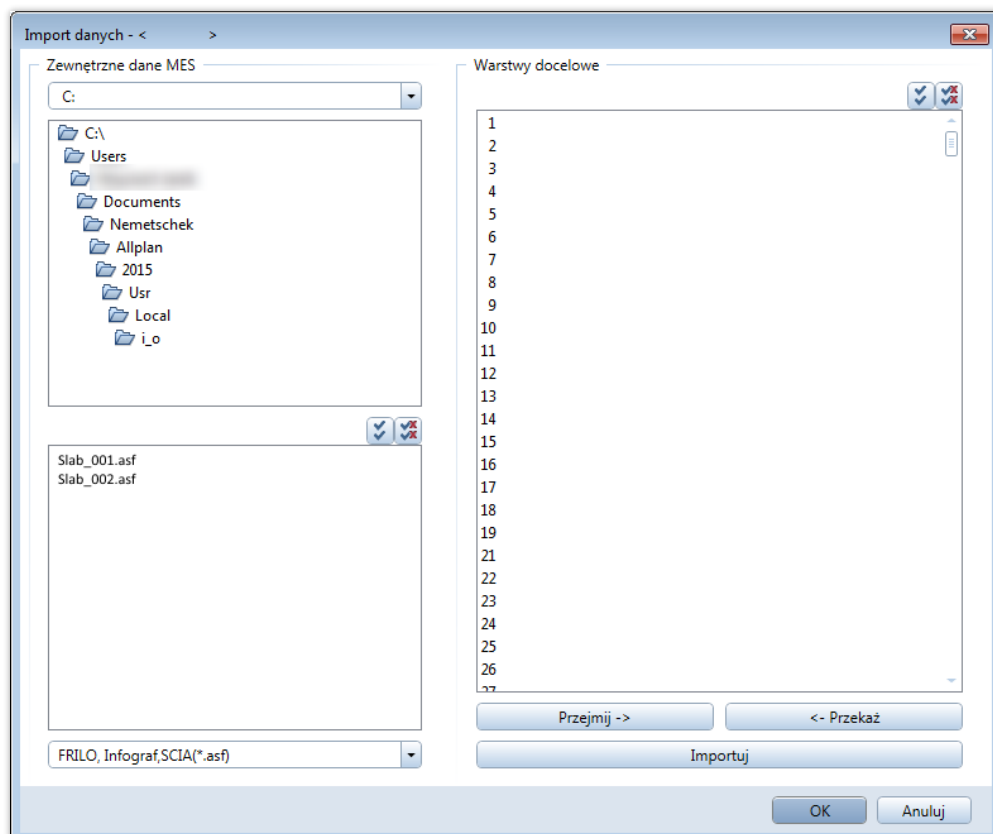 Import danych - <            >
Zewnętrzne dane MES
C:
C:\
Users
Documents
Nemetschek
Allplan
2015
Usr
Local
i_o
Slab_001.asf
Slab_002.asf
FRILO, Infograf,SCIA(*.asf)
Warstwy docelowe
1
2
3
4
5
6
7
8
9
10
11
12
13
14
15
16
17
18
19
21
22
23
24
25
26
27
Przejmij -> <- Przekaż
Importuj
OK Anuluj